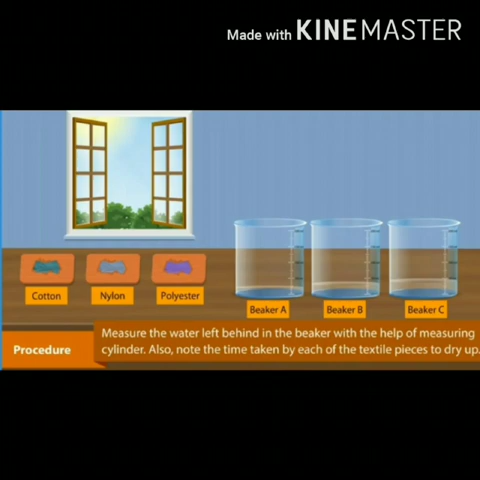 Made with KINEMASTER
Cotton Nylon Polyester
Beaker A Beaker B Beaker C
Procedure
Measure the water left behind in the beaker with the help of measuring
cylinder. Also, note the time taken by each of the textile pieces to dry up.